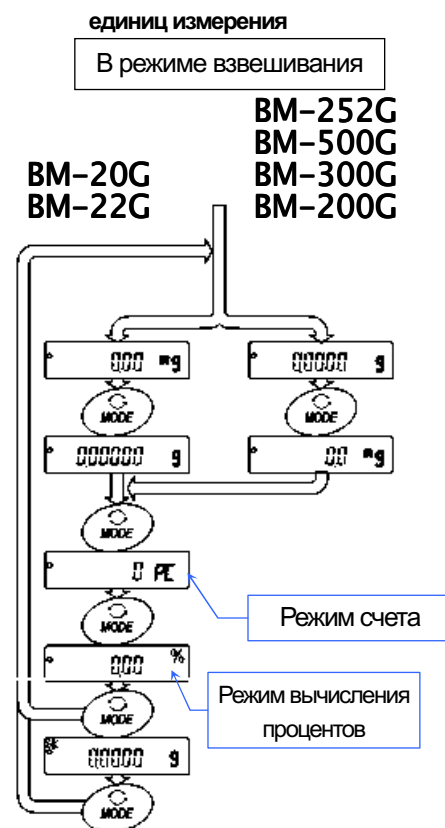 единиц измерения
В режиме взвешивания
BM-252G
BM-500G
BM-300G
BM-200G
BM-20G
BM-22G
0.00 mg
0.0000 g
MODE
MODE
0.00000 g
0.0 mg
MODE
0 PC
Режим счета
MODE
0.00 %
Режим вычисления
процентов
MODE
0.0000 g
MODE